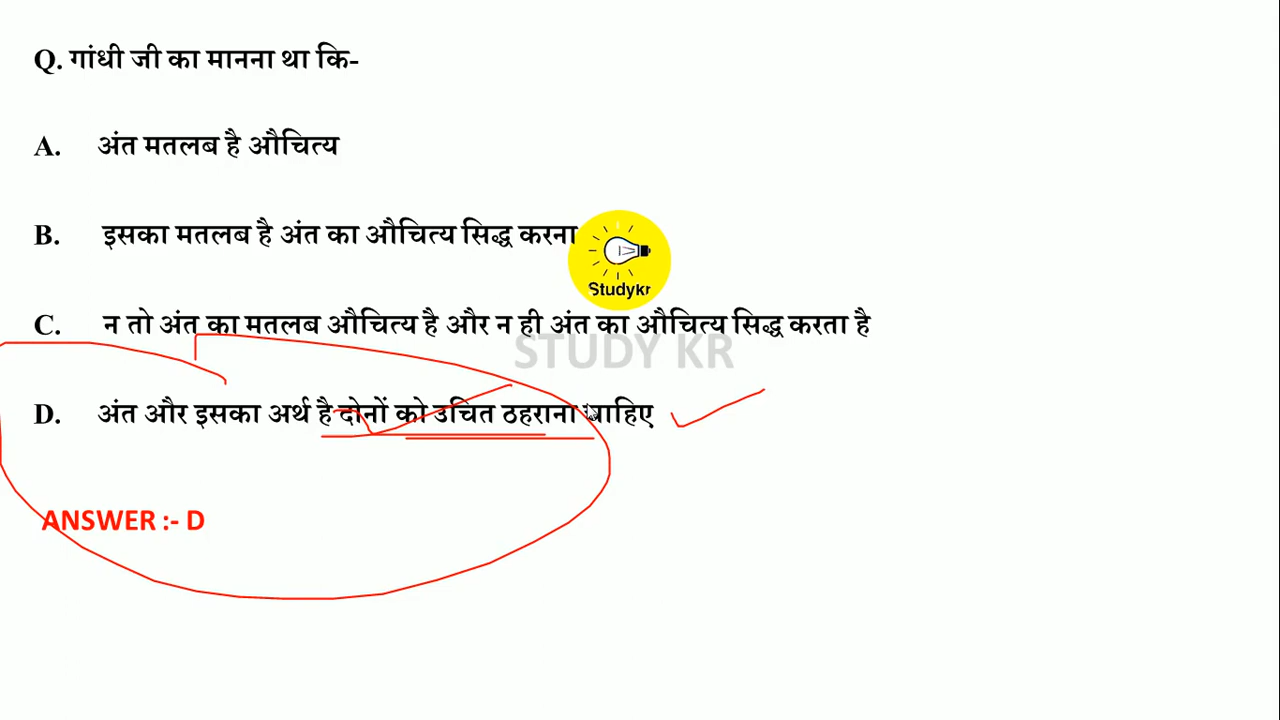 Q. गांधी जी का मानना था कि-
A. अंत मतलब है औचित्य
B. इसका मतलब है अंत का औचित्य सिद्ध करना
Studykr
C. न तो अंत का मतलब औचित्य है और न ही अंत का औचित्य सिद्ध करता है
STUDY KR
D. अंत और इसका अर्थ है दोनों को उचित ठहराना चाहिए
ANSWER :- D